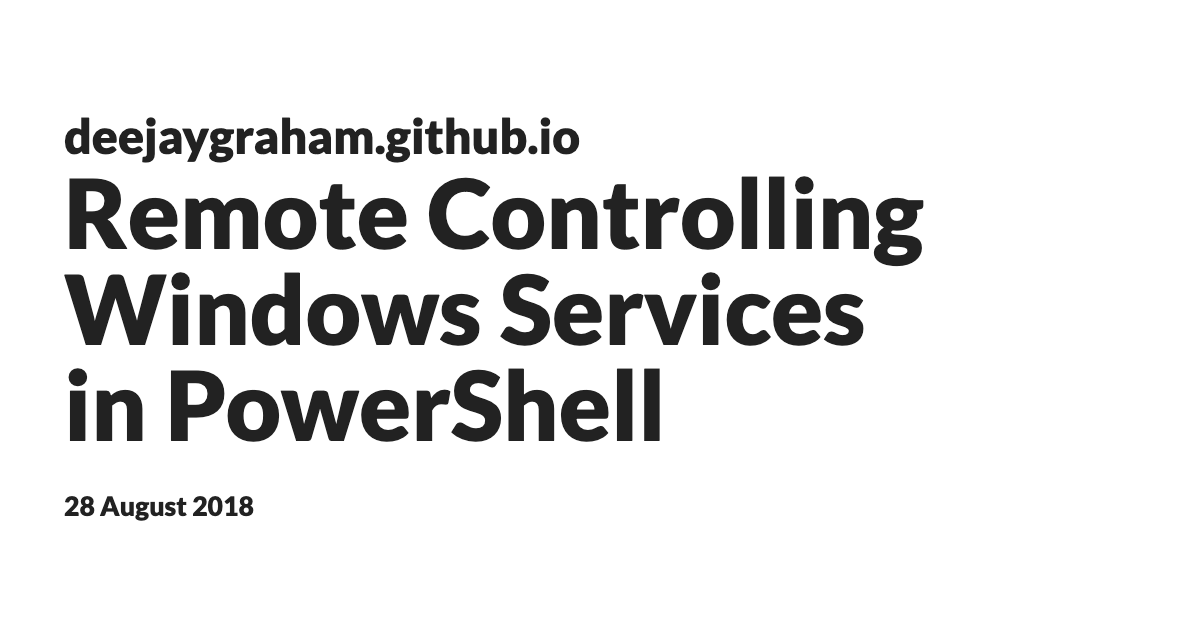 deejaygraham.github.io
Remote Controlling
Windows Services
in PowerShell
28 August 2018